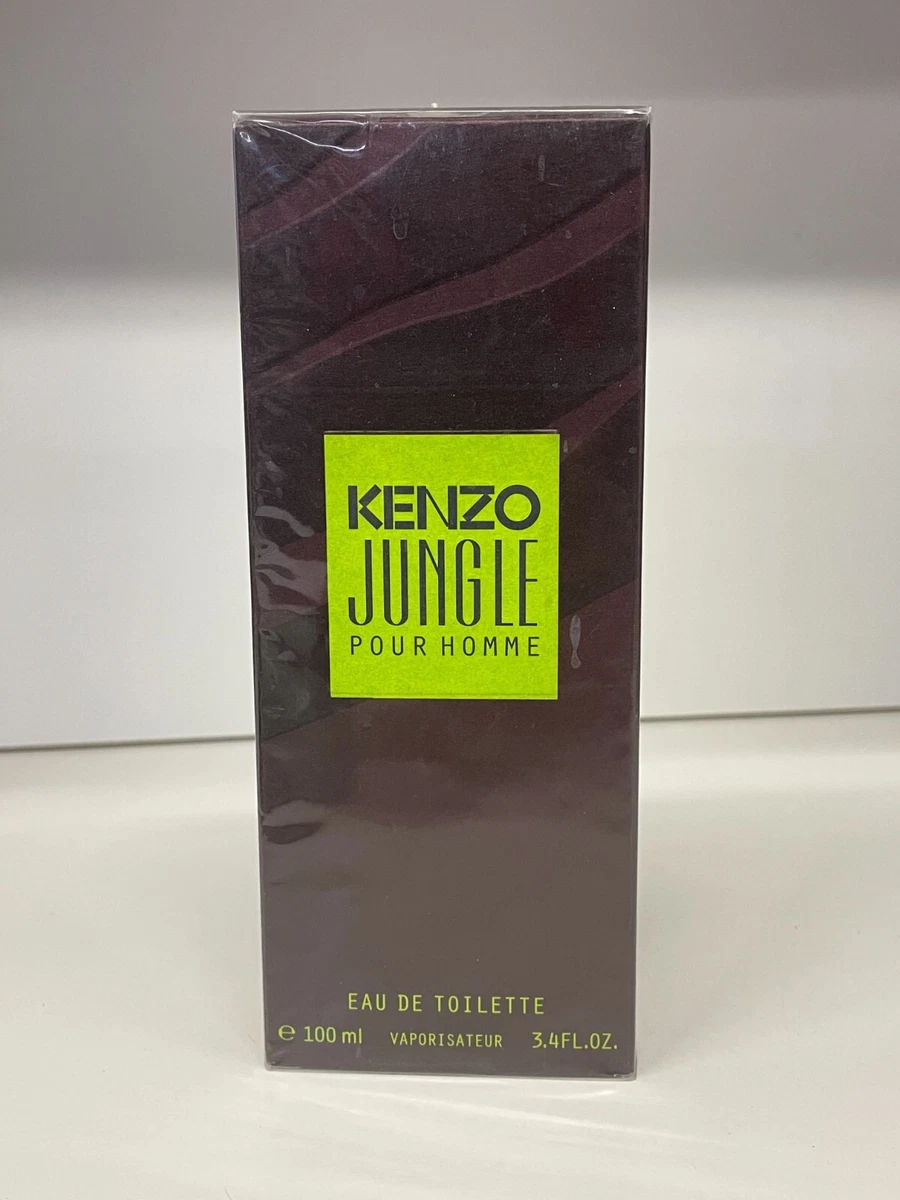 KENZO
JUNGLE
POUR HOMME
EAU DE TOILETTE
℮ 100 ml VAPORISATEUR 3.4FL.OZ.